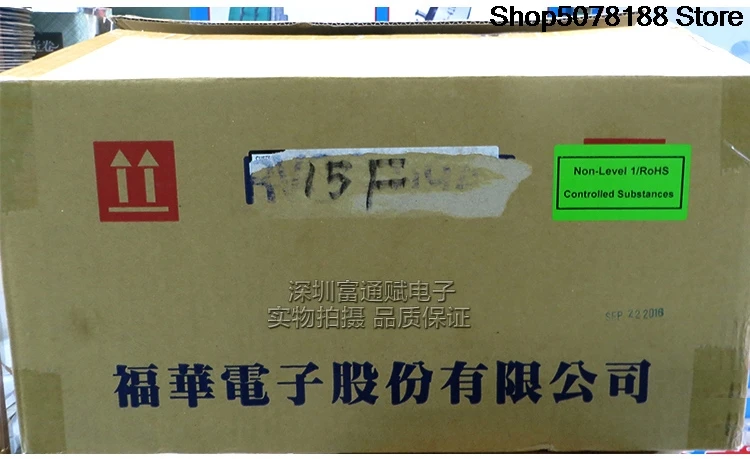 Shop5078188 Store
Non-Level 1/RoHS
Controlled Substances
15F
深圳富通赋电子
实物拍摄 品质保证
SEP 22 2016
福華電子股份有限公司